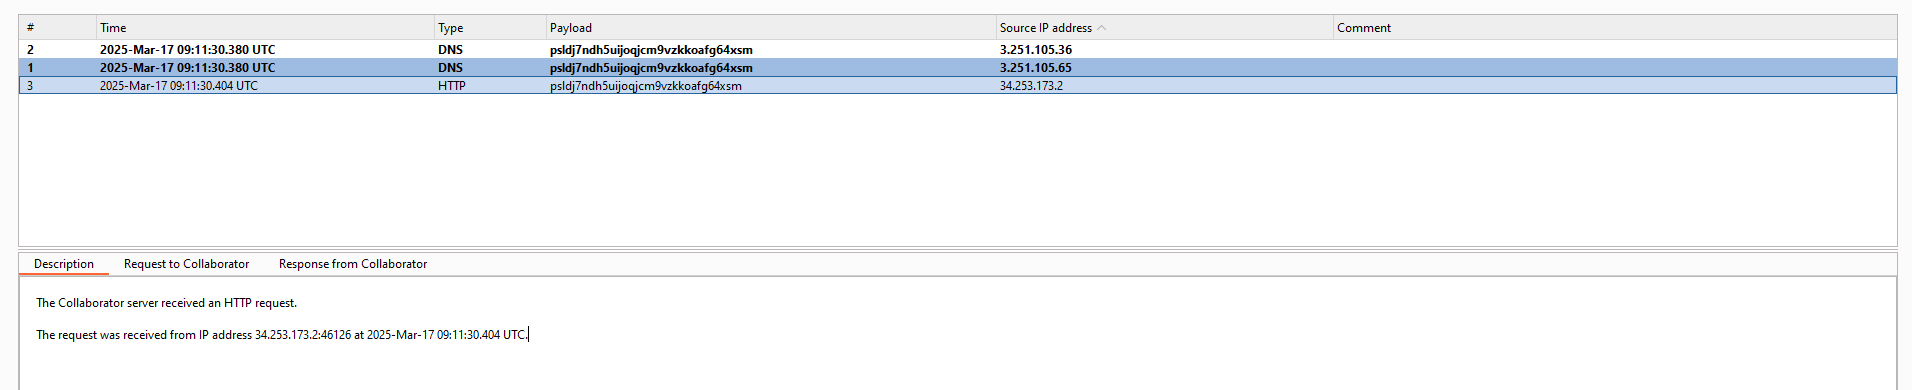 # Time Type Payload Source IP address Comment
2 2025-Mar-17 09:11:30.380 UTC DNS psldj7ndh5uijoqjcm9vzkkoafg64xsm 3.251.105.36
1 2025-Mar-17 09:11:30.380 UTC DNS psldj7ndh5uijoqjcm9vzkkoafg64xsm 3.251.105.65
3 2025-Mar-17 09:11:30.404 UTC HTTP psldj7ndh5uijoqjcm9vzkkoafg64xsm 34.253.173.2
Description Request to Collaborator Response from Collaborator
The Collaborator server received an HTTP request.
The request was received from IP address 34.253.173.2:46126 at 2025-Mar-17 09:11:30.404 UTC.